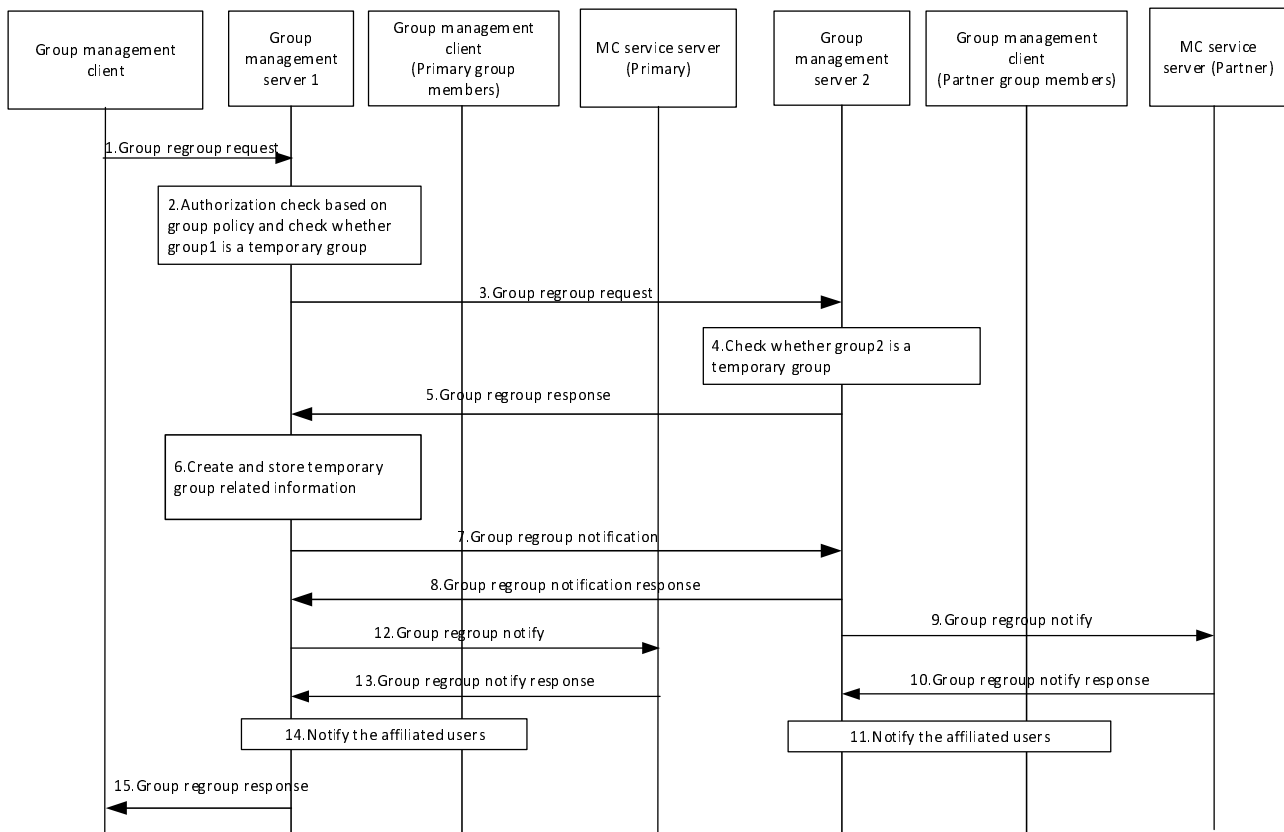 Group management
client
Group
management
server 1
Group management
client
(Primary group
members)
MC service server
(Primary)
Group
management
server 2
Group management
client
(Partner group members)
MC service
server (Partner)
1.Group regroup request
2.Authorization check based on
group policy and check whether
group1 is a temporary group
3.Group regroup request
4.Check whether group2 is a
temporary group
5.Group regroup response
6.Create and store temporary
group related information
7.Group regroup notification
8.Group regroup notification response
9.Group regroup notify
12.Group regroup notify
10.Group regroup notify response
13.Group regroup notify response
14.Notify the affiliated users
11.Notify the affiliated users
15.Group regroup response